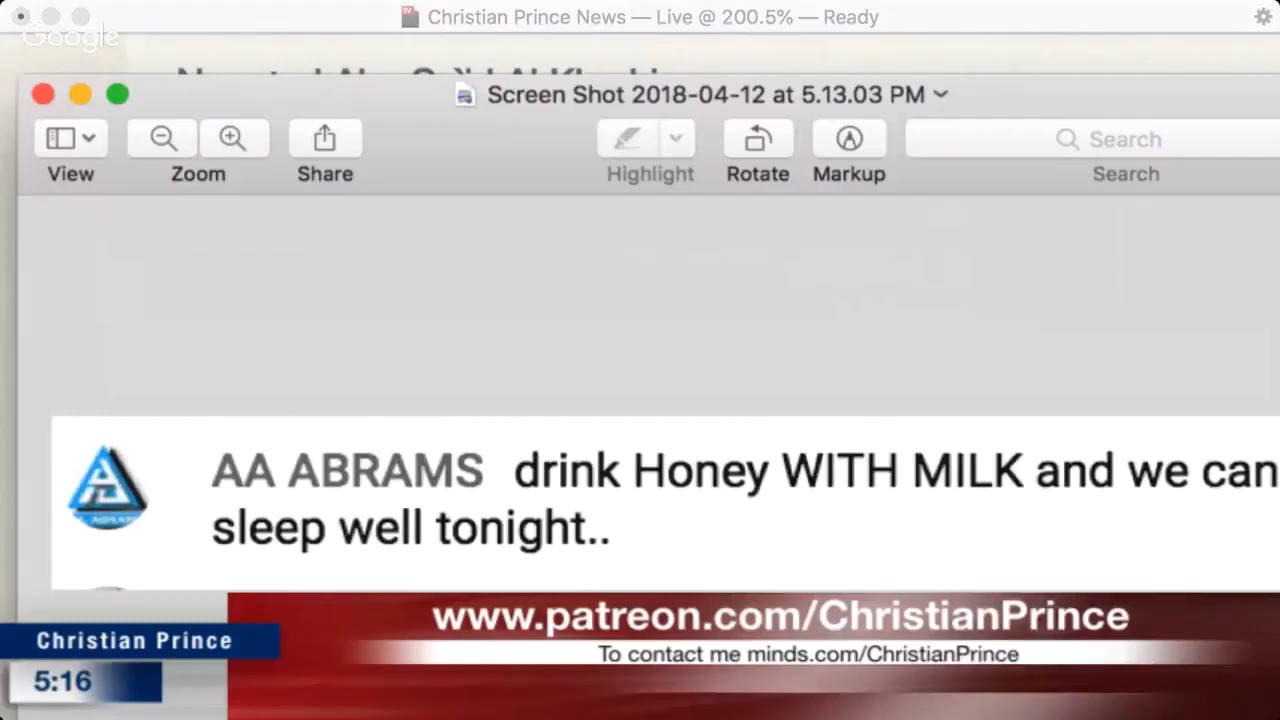 Christian Prince News — Live @ 200.5% — Ready
Google
Screen Shot 2018-04-12 at 5.13.03 PM
View
Zoom
Share
Highlight
Rotate
Markup
Search
Search
AA ABRAMS drink Honey WITH MILK and we can
sleep well tonight..
www.patreon.com/ChristianPrince
To contact me minds.com/ChristianPrince
Christian Prince
5:16